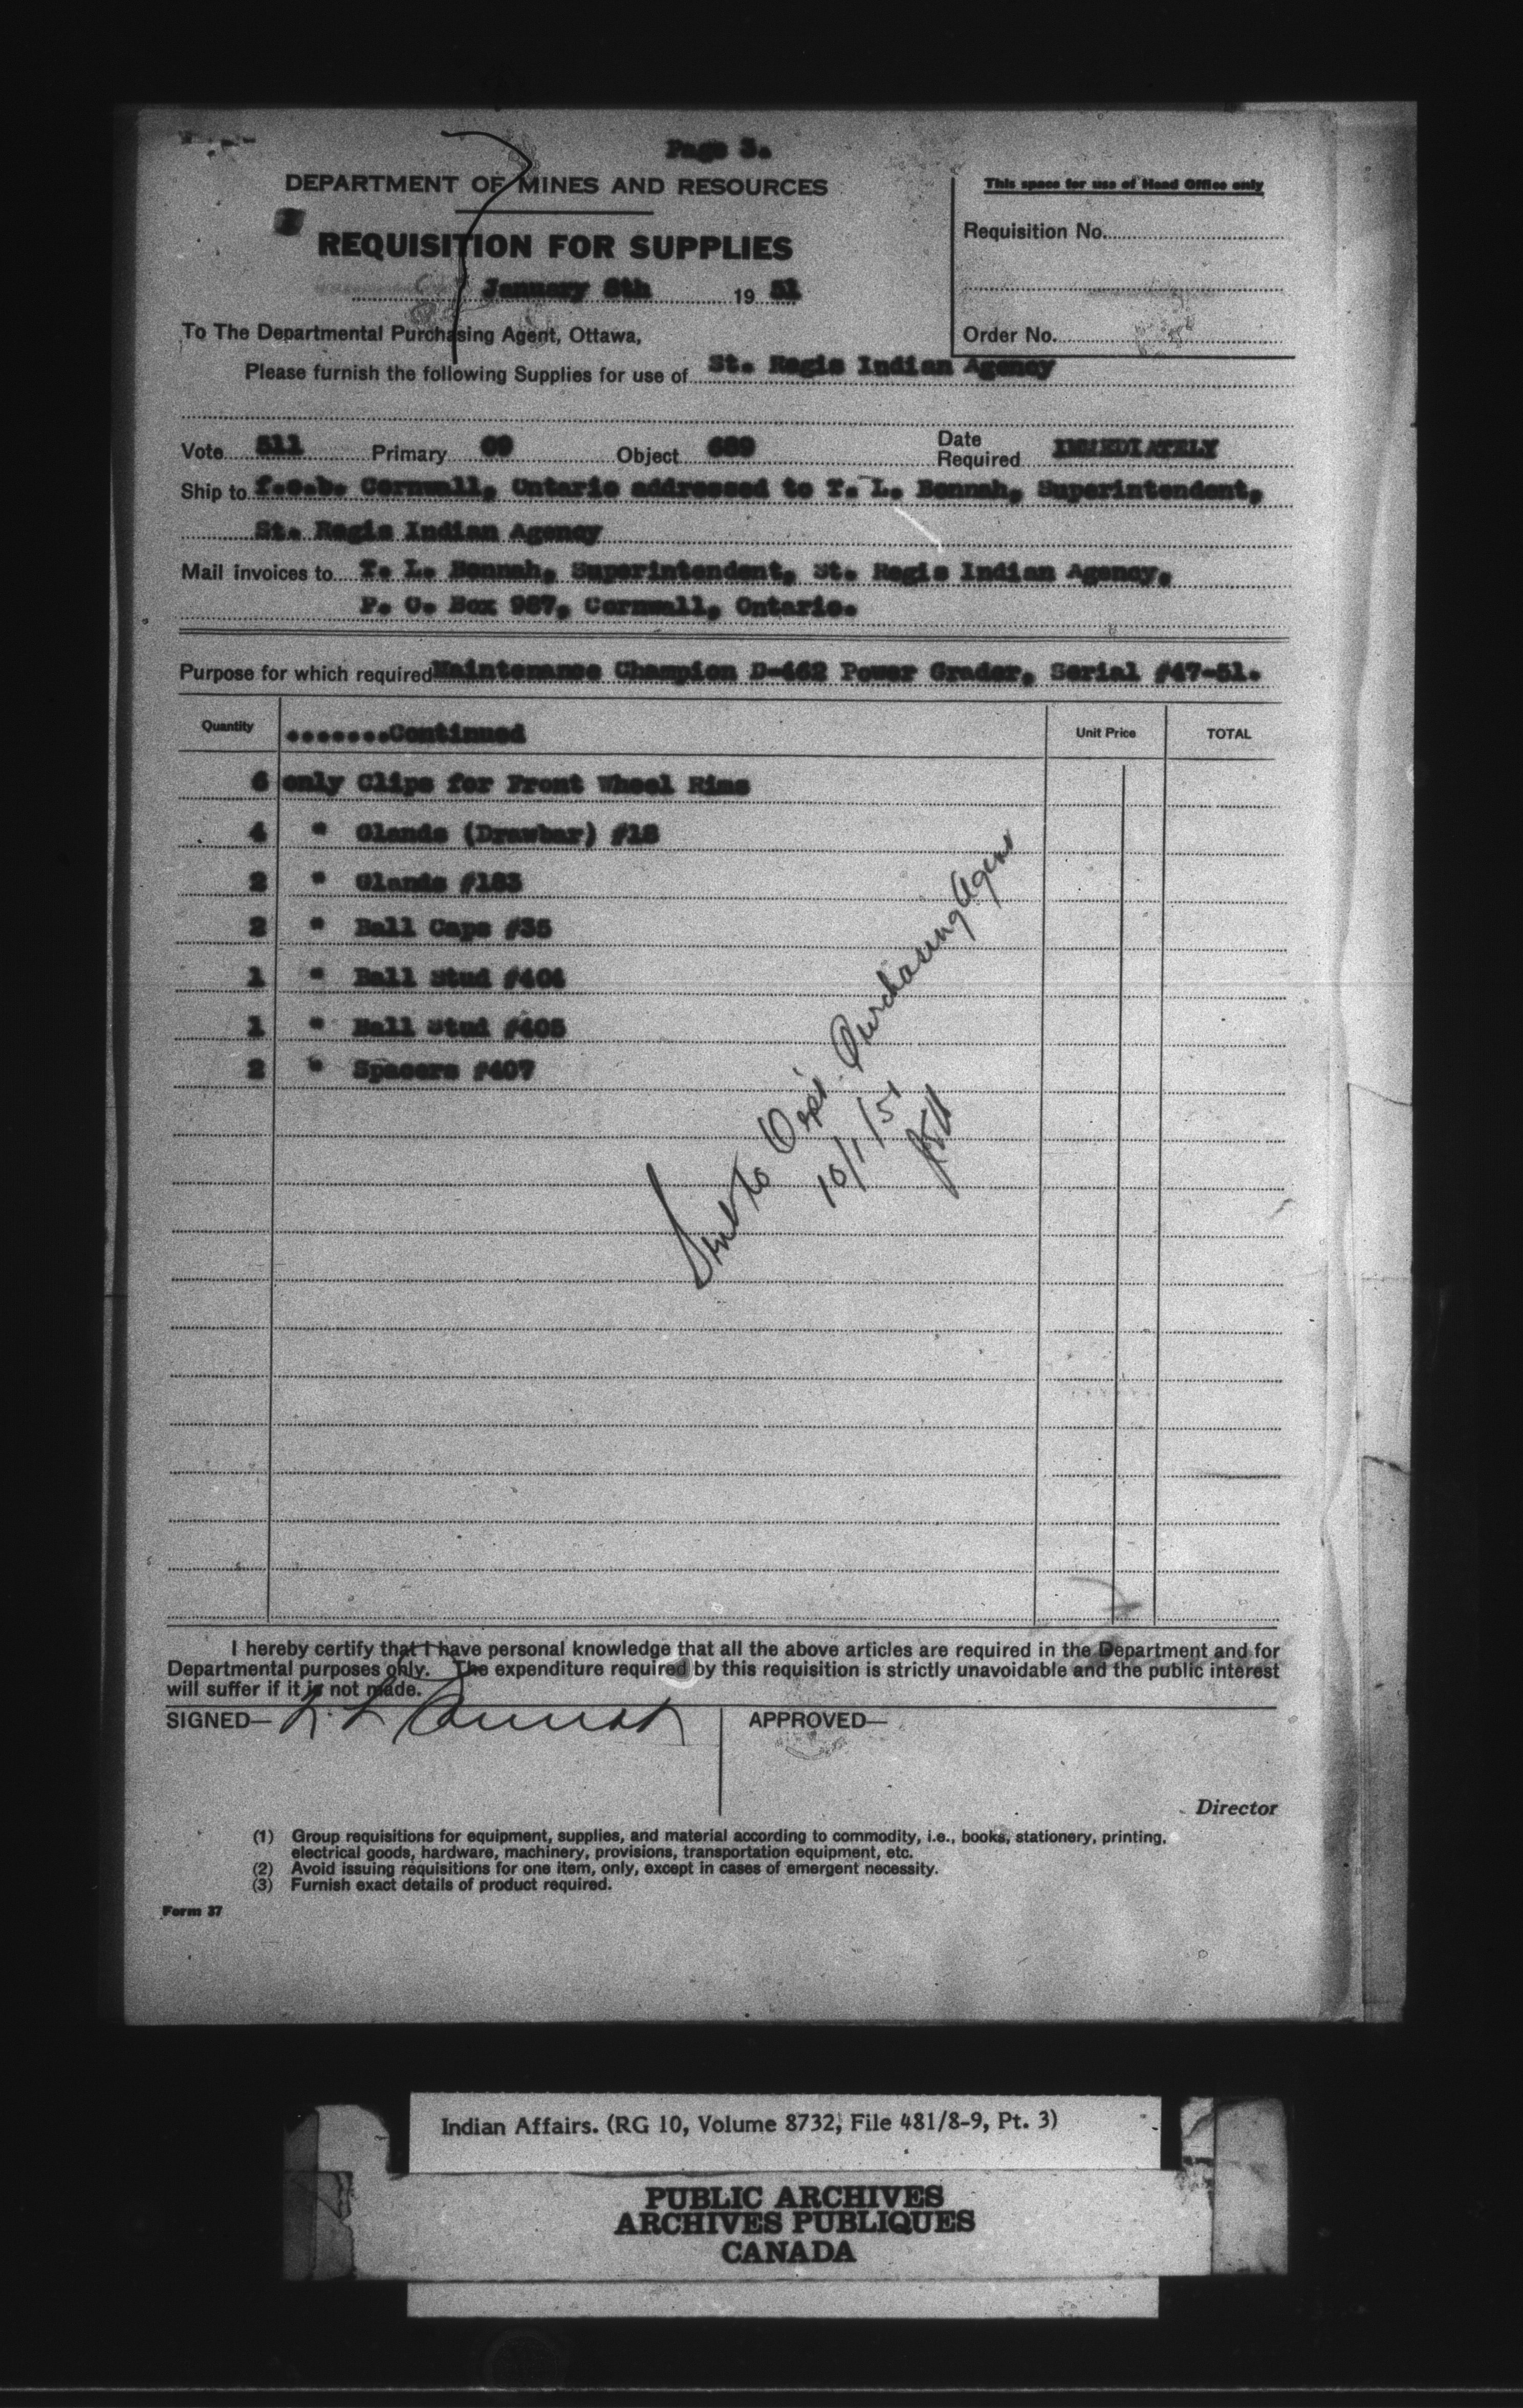 Page 3.
DEPARTMENT OF MINES AND RESOURCES
This space for use of Head Office only
REQUISITION FOR SUPPLIES
Requisition No.
January 8th 19 51
To The Departmental Purchasing Agent, Ottawa,
Order No.
Please furnish the following Supplies for use of St. Regis Indian Agency
Vote 511 Primary 09 Object 689 Date Required IMMEDIATELY
Ship to f.o.b. Cornwall, Ontario addressed to T. L. Bonnah, Superintendent,
St. Regis Indian Agency
Mail invoices to T. L. Bonnah, Superintendent, St. Regis Indian Agency,
P. O. Box 987, Cornwall, Ontario.
Purpose for which required Maintenance Champion D-462 Power Grader, Serial #47-51.
Quantity .......Continued Unit Price TOTAL
6 only Clips for Front Wheel Rims
4 " Glands (Drawbar) #18
2 " Glands #183
2 " Ball Caps #35
1 " Ball Stud #404
1 " Ball Stud #405
2 " Spacers #407
Sent to Dept. Purchasing Agent
10/1/51
I hereby certify that I have personal knowledge that all the above articles are required in the Department and for
Departmental purposes only. The expenditure required by this requisition is strictly unavoidable and the public interest
will suffer if it is not made.
SIGNED— APPROVED—
Director
(1) Group requisitions for equipment, supplies, and material according to commodity, i.e., books, stationery, printing,
electrical goods, hardware, machinery, provisions, transportation equipment, etc.
(2) Avoid issuing requisitions for one item, only, except in cases of emergent necessity.
(3) Furnish exact details of product required.
Form 37
Indian Affairs. (RG 10, Volume 8732, File 481/8-9, Pt. 3)
PUBLIC ARCHIVES
ARCHIVES PUBLIQUES
CANADA